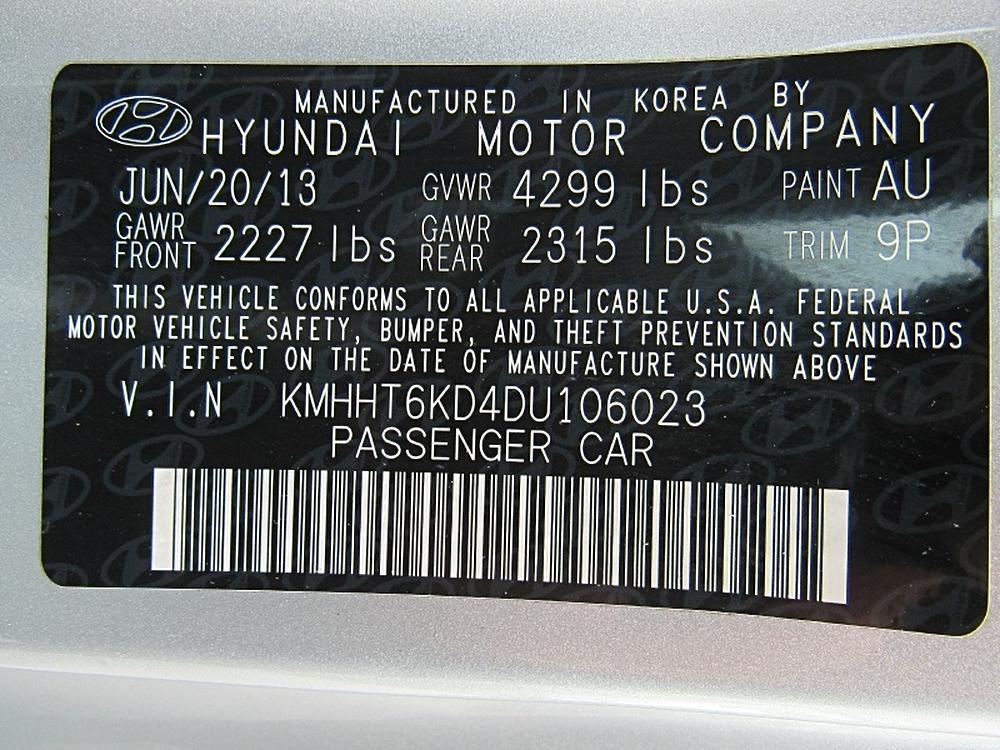 MANUFACTURED IN KOREA BY
HYUNDAI MOTOR COMPANY
JUN/20/13 GVWR 4299 lbs PAINT AU
GAWR FRONT 2227 lbs GAWR REAR 2315 lbs TRIM 9P
THIS VEHICLE CONFORMS TO ALL APPLICABLE U.S.A. FEDERAL
MOTOR VEHICLE SAFETY, BUMPER, AND THEFT PREVENTION STANDARDS
IN EFFECT ON THE DATE OF MANUFACTURE SHOWN ABOVE
V.I.N KMHHT6KD4DU106023
PASSENGER CAR